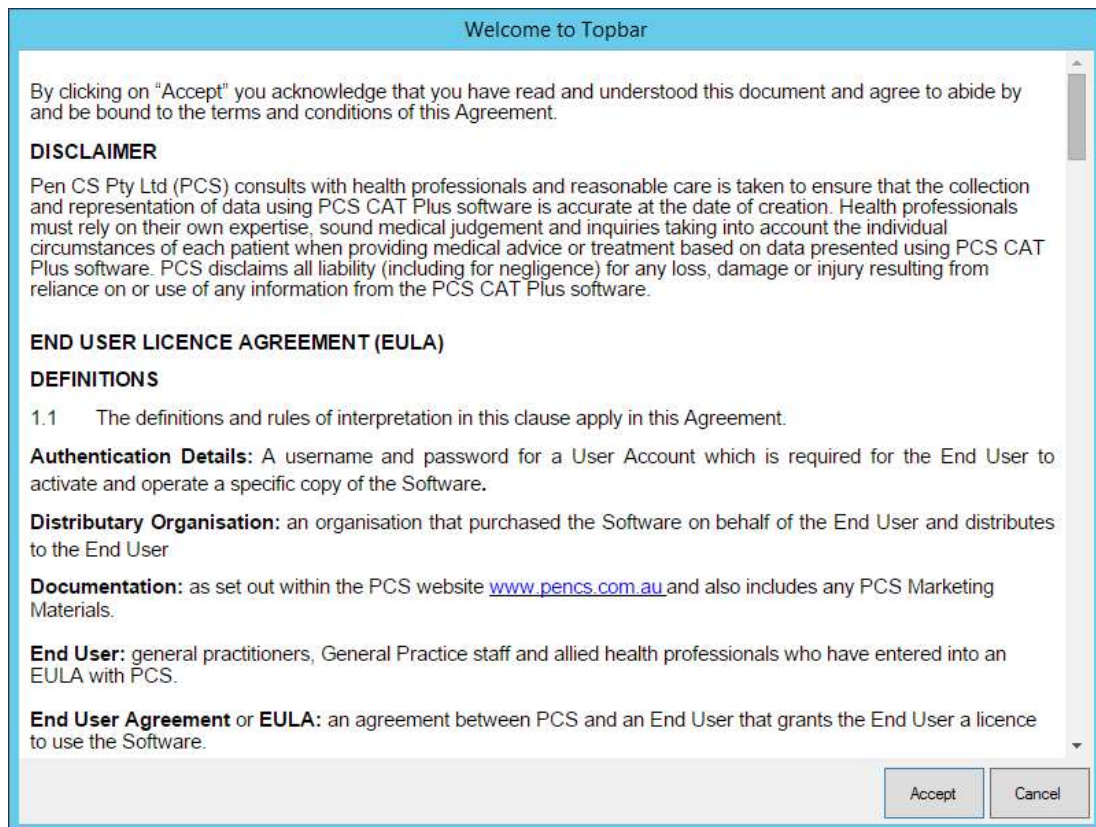 Welcome to Topbar
By clicking on “Accept” you acknowledge that you have read and understood this document and agree to abide by
and be bound to the terms and conditions of this Agreement.
DISCLAIMER
Pen CS Pty Ltd (PCS) consults with health professionals and reasonable care is taken to ensure that the collection
and representation of data using PCS CAT Plus software is accurate at the date of creation. Health professionals
must rely on their own expertise, sound medical judgement and inquiries taking into account the individual
circumstances of each patient when providing medical advice or treatment based on data presented using PCS CAT
Plus software. PCS disclaims all liability (including for negligence) for any loss, damage or injury resulting from
reliance on or use of any information from the PCS CAT Plus software.
END USER LICENCE AGREEMENT (EULA)
DEFINITIONS
1.1 The definitions and rules of interpretation in this clause apply in this Agreement.
Authentication Details: A username and password for a User Account which is required for the End User to
activate and operate a specific copy of the Software.
Distributary Organisation: an organisation that purchased the Software on behalf of the End User and distributes
to the End User
Documentation: as set out within the PCS website www.pencs.com.au and also includes any PCS Marketing
Materials.
End User: general practitioners, General Practice staff and allied health professionals who have entered into an
EULA with PCS.
End User Agreement or EULA: an agreement between PCS and an End User that grants the End User a licence
to use the Software.
Accept Cancel